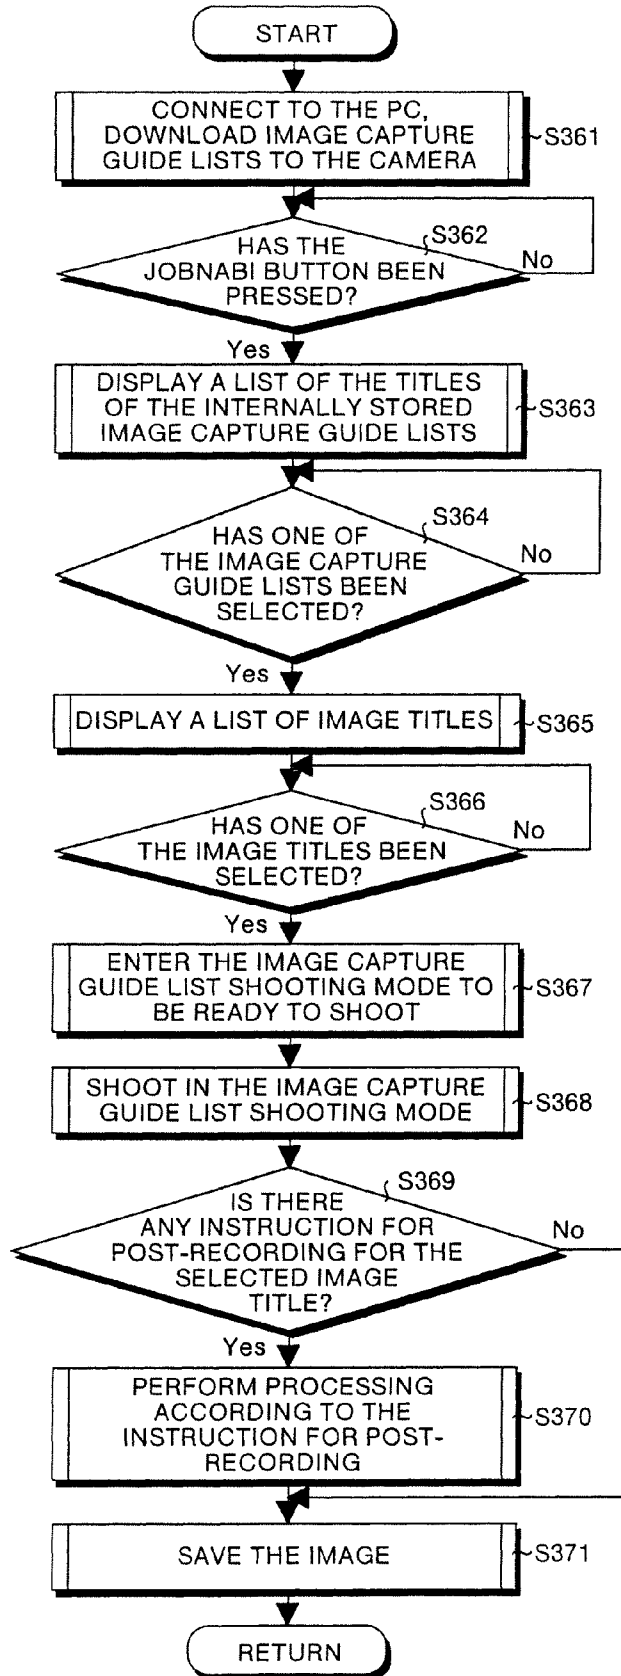 START
CONNECT TO THE PC,
DOWNLOAD IMAGE CAPTURE
GUIDE LISTS TO THE CAMERA
S361
S362
HAS THE
JOBNABI BUTTON BEEN
PRESSED?
No
Yes
DISPLAY A LIST OF THE TITLES
OF THE INTERNALLY STORED
IMAGE CAPTURE GUIDE LISTS
S363
S364
HAS ONE OF
THE IMAGE CAPTURE
GUIDE LISTS BEEN
SELECTED?
No
Yes
DISPLAY A LIST OF IMAGE TITLES
S365
S366
HAS ONE OF
THE IMAGE TITLES BEEN
SELECTED?
No
Yes
ENTER THE IMAGE CAPTURE
GUIDE LIST SHOOTING MODE TO
BE READY TO SHOOT
S367
SHOOT IN THE IMAGE CAPTURE
GUIDE LIST SHOOTING MODE
S368
S369
IS THERE
ANY INSTRUCTION FOR
POST-RECORDING FOR THE
SELECTED IMAGE
TITLE?
No
Yes
PERFORM PROCESSING
ACCORDING TO THE
INSTRUCTION FOR POST-
RECORDING
S370
SAVE THE IMAGE
S371
RETURN